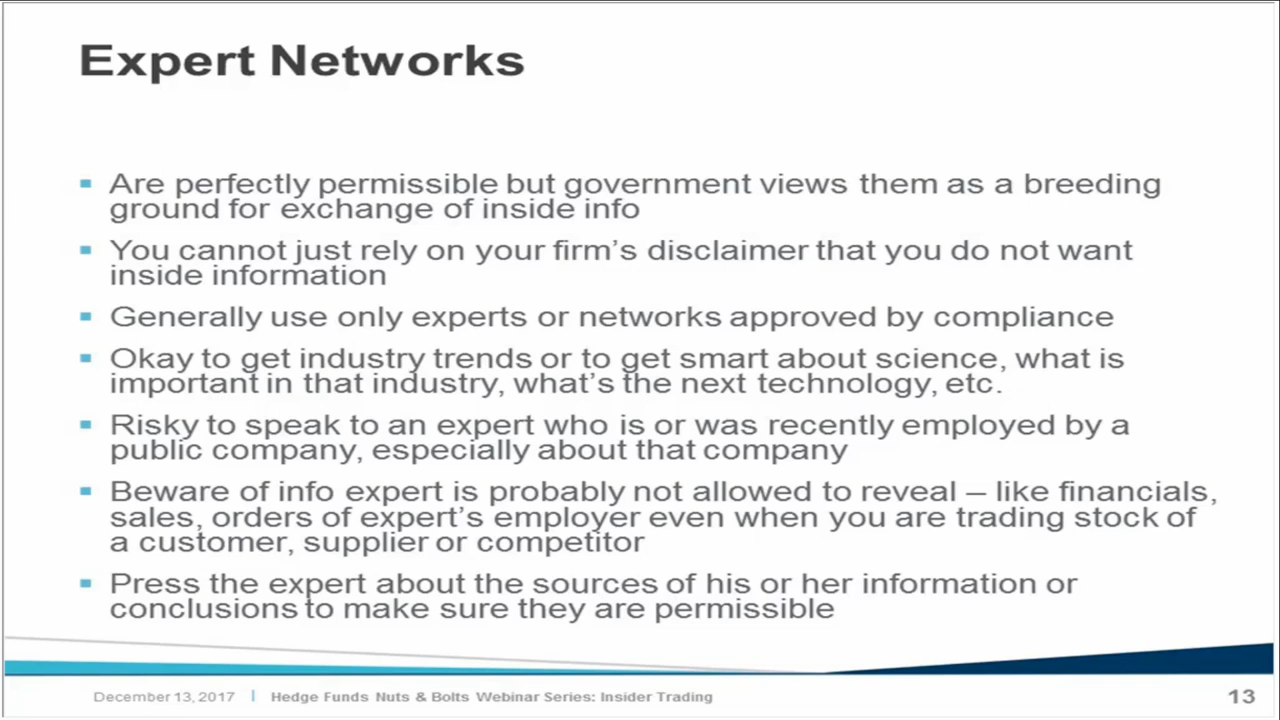 Expert Networks
▪ Are perfectly permissible but government views them as a breeding
ground for exchange of inside info
▪ You cannot just rely on your firm's disclaimer that you do not want
inside information
▪ Generally use only experts or networks approved by compliance
▪ Okay to get industry trends or to get smart about science, what is
important in that industry, what's the next technology, etc.
▪ Risky to speak to an expert who is or was recently employed by a
public company, especially about that company
▪ Beware of info expert is probably not allowed to reveal – like financials,
sales, orders of expert's employer even when you are trading stock of
a customer, supplier or competitor
▪ Press the expert about the sources of his or her information or
conclusions to make sure they are permissible
December 13, 2017 | Hedge Funds Nuts & Bolts Webinar Series: Insider Trading 13